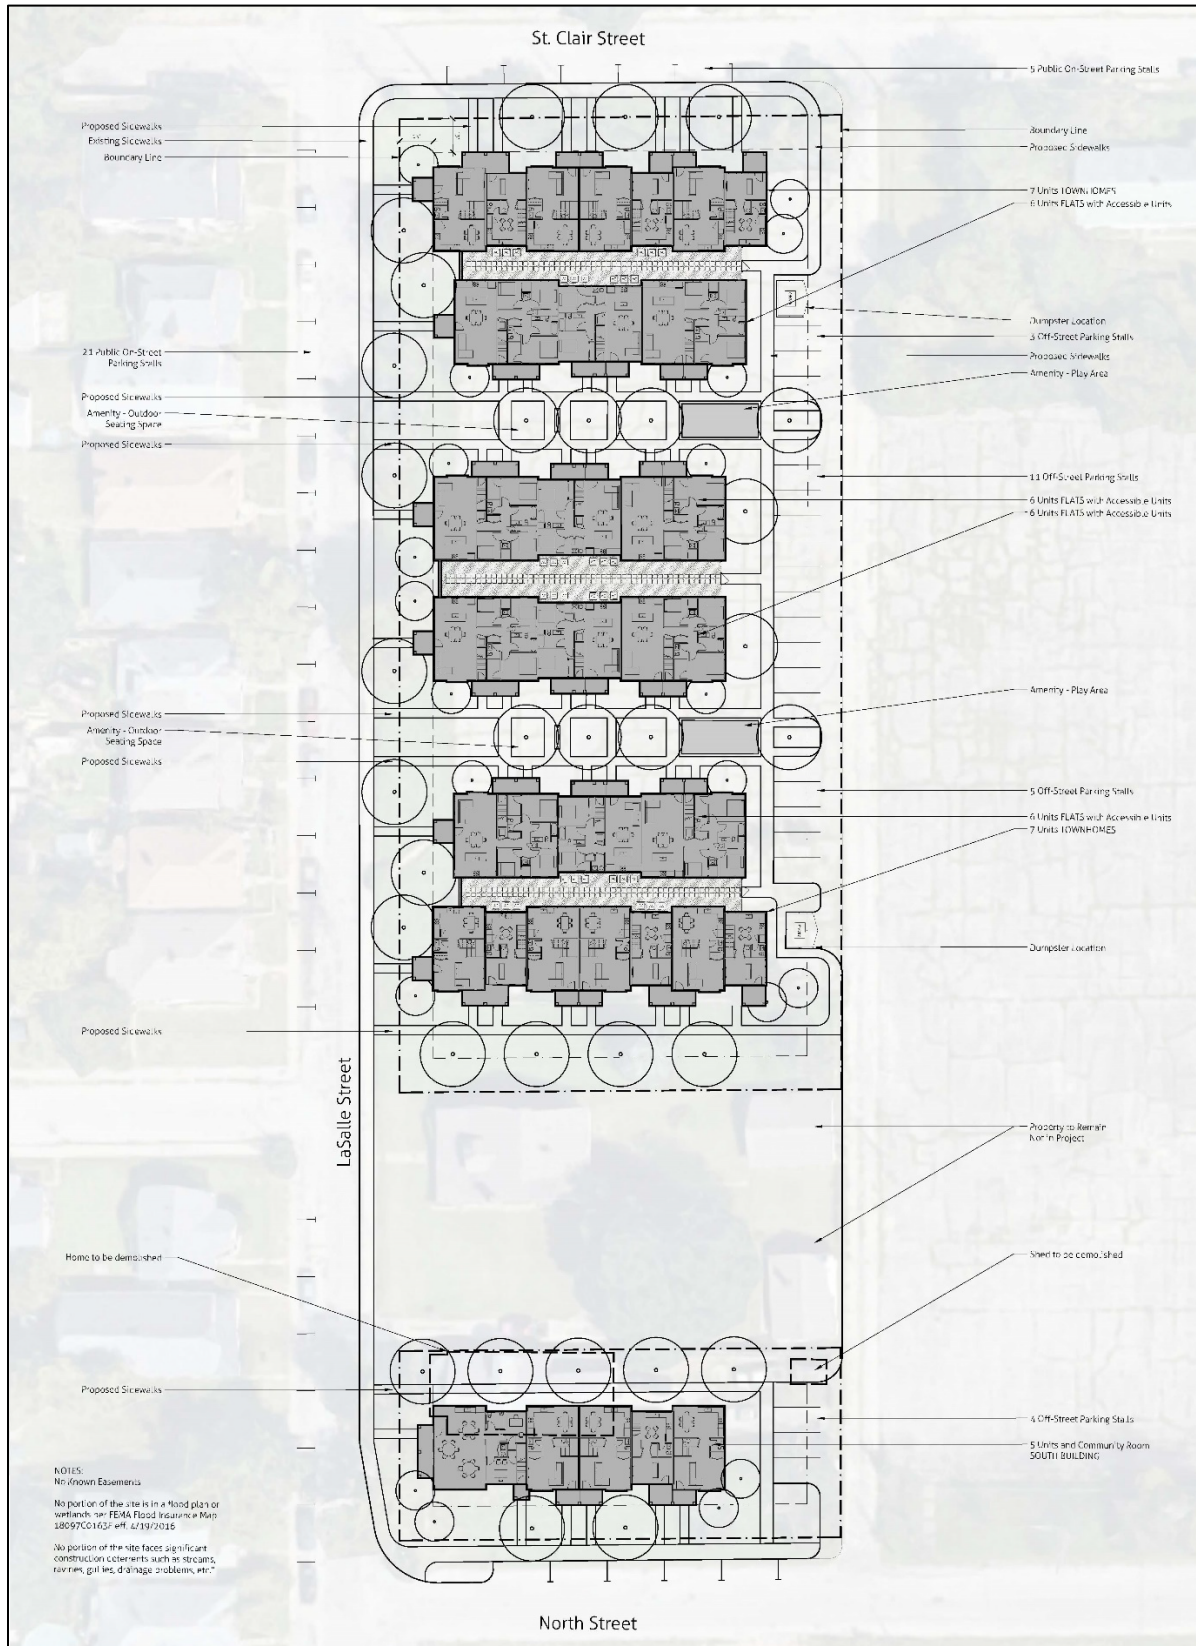 St. Clair Street
5 Public On-Street Parking Stalls
Proposed Sidewalks
Existing Sidewalks
Boundary Line
Boundary Line
Proposed Sidewalks
7 Units TOWNHOMES
6 Units FLATS with Accessible Units
Dumpster Location
3 Off-Street Parking Stalls
Proposed Sidewalks
Amenity - Play Area
21 Public On-Street
Parking Stalls
Proposed Sidewalks
Amenity - Outdoor
Seating Space
Proposed Sidewalks
11 Off-Street Parking Stalls
6 Units FLATS with Accessible Units
6 Units FLATS with Accessible Units
Amenity - Play Area
Proposed Sidewalks
Amenity - Outdoor
Seating Space
Proposed Sidewalks
5 Off-Street Parking Stalls
6 Units FLATS with Accessible Units
7 Units TOWNHOMES
Dumpster Location
Proposed Sidewalks
LaSalle Street
Property to Remain
Not in Project
Home to be demolished
Shed to be demolished
Proposed Sidewalks
4 Off-Street Parking Stalls
5 Units and Community Room
SOUTH BUILDING
NOTES:
No Known Easements
No portion of the site is in a flood plan or
wetlands per FEMA Flood Insurance Map
18097C0163F eff. 4/19/2016
No portion of the site faces significant
construction deterrents such as streams,
ravines, gullies, drainage problems, etc."
North Street